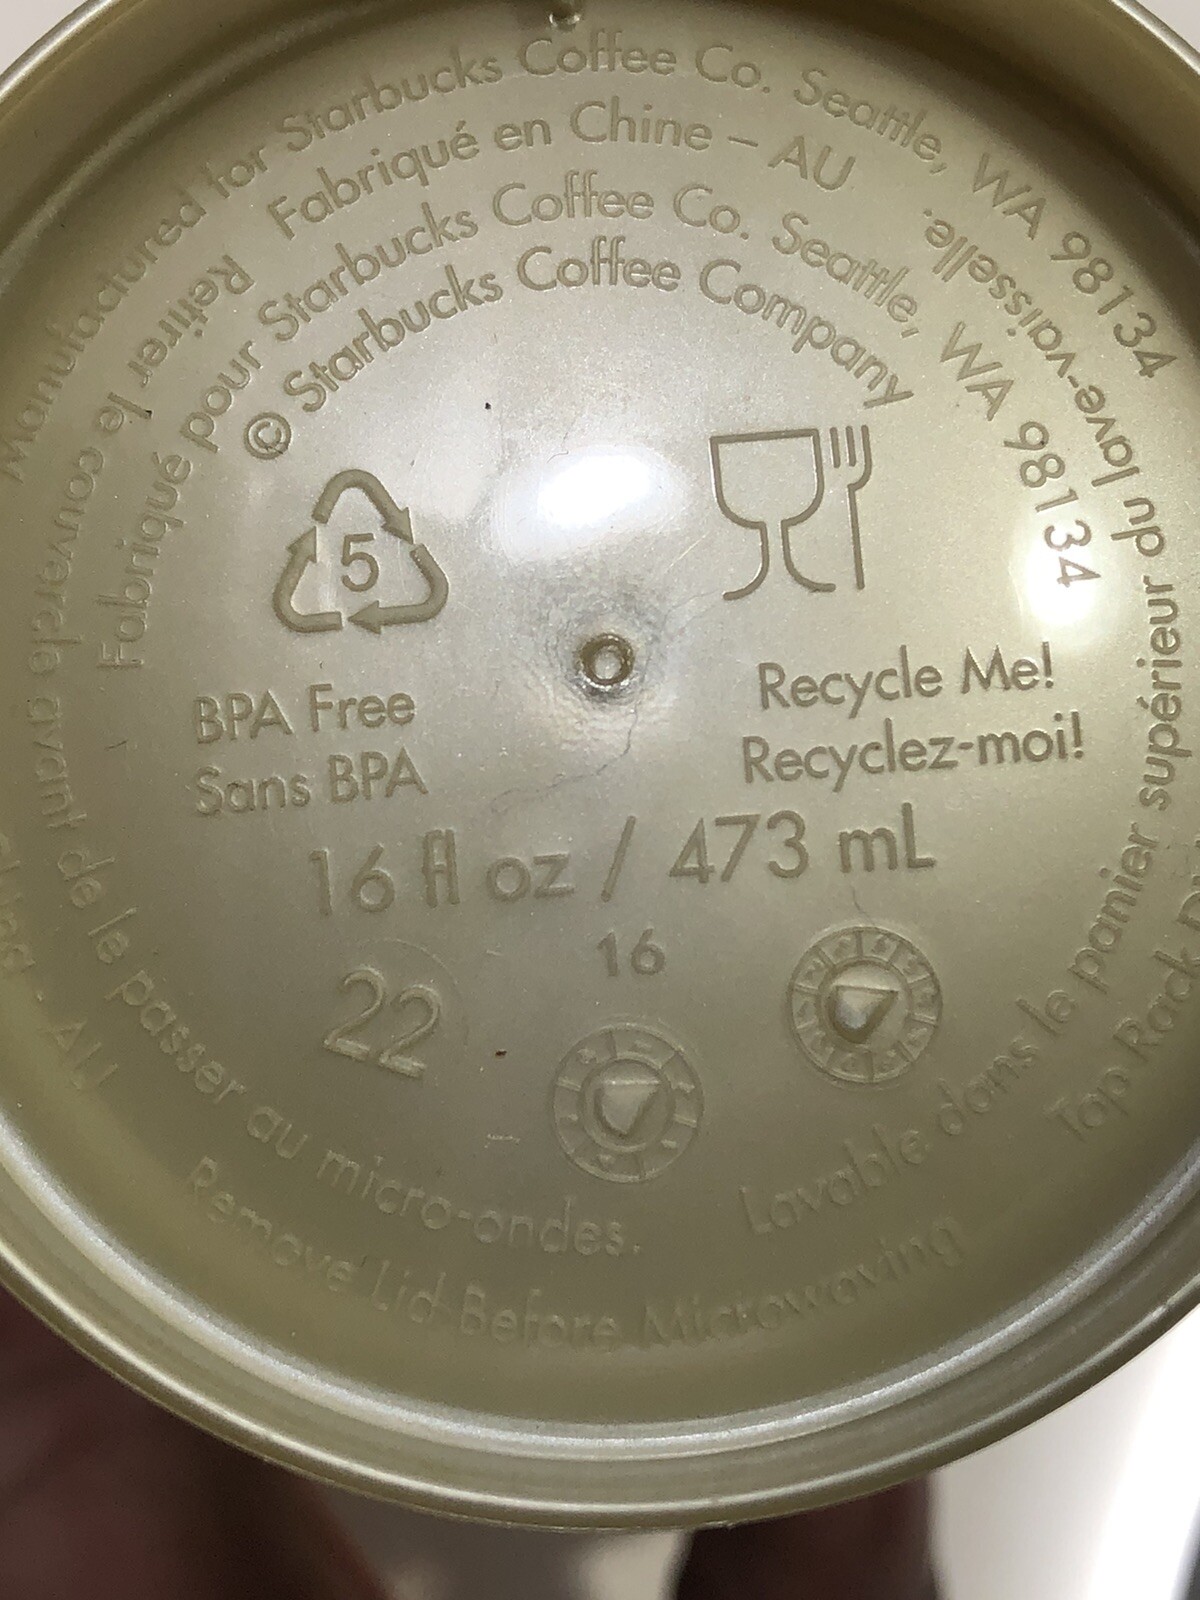 Manufactured for Starbucks Coffee Co. Seattle, WA 98134
Fabriqué en Chine – AU
Fabriqué pour Starbucks Coffee Co. Seattle, WA 98134
© Starbucks Coffee Company
5
BPA Free
Sans BPA
Recycle Me!
Recyclez-moi!
16 fl oz / 473 mL
16
22
Retirer le couvercle avant de le passer au micro-ondes.
Lavable dans le panier supérieur du lave-vaisselle.
Remove Lid Before Microwaving
Top Rack
AU